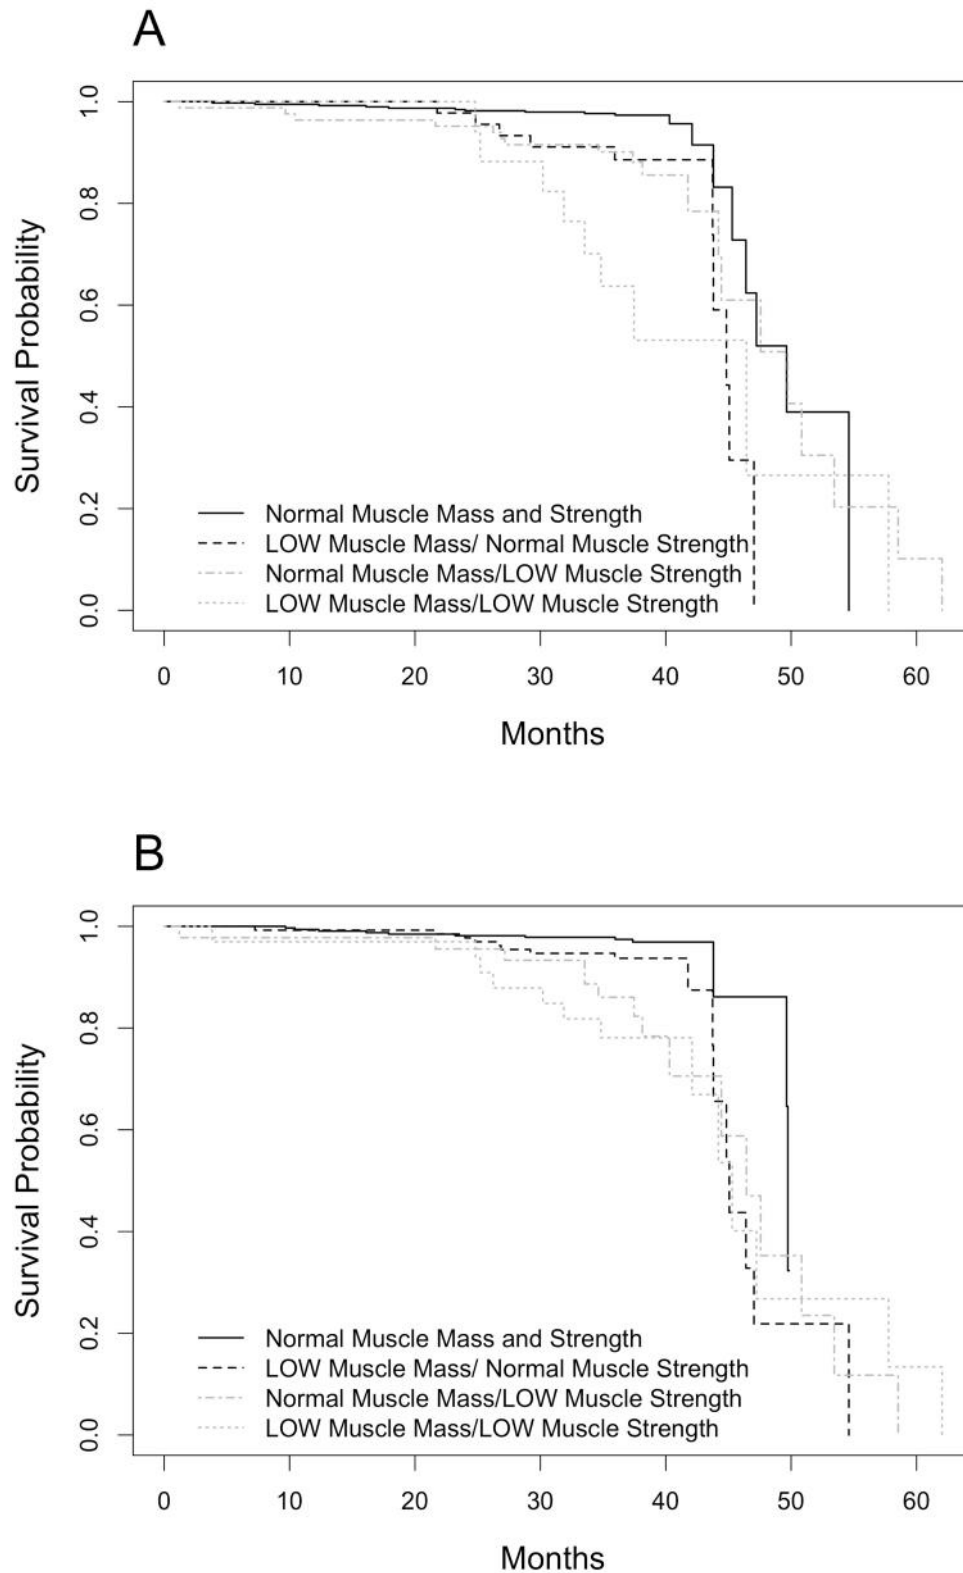 A
Survival Probability
1.0
0.8
0.6
0.4
0.2
0.0
Normal Muscle Mass and Strength
LOW Muscle Mass/ Normal Muscle Strength
Normal Muscle Mass/LOW Muscle Strength
LOW Muscle Mass/LOW Muscle Strength
0 10 20 30 40 50 60
Months
B
Survival Probability
1.0
0.8
0.6
0.4
0.2
0.0
Normal Muscle Mass and Strength
LOW Muscle Mass/ Normal Muscle Strength
Normal Muscle Mass/LOW Muscle Strength
LOW Muscle Mass/LOW Muscle Strength
0 10 20 30 40 50 60
Months